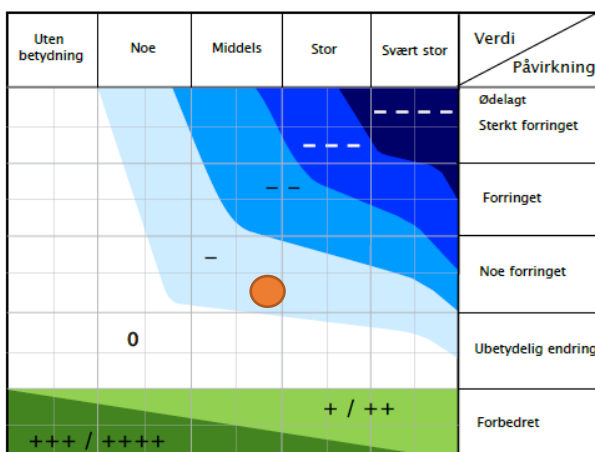 Uten betydning
Noe
Middels
Stor
Svært stor
Verdi
Påvirkning
Ødelagt
Sterkt forringet
– – – –
– – –
– –
Forringet
–
Noe forringet
0
Ubetydelig endring
+ / ++
Forbedret
+++ / ++++